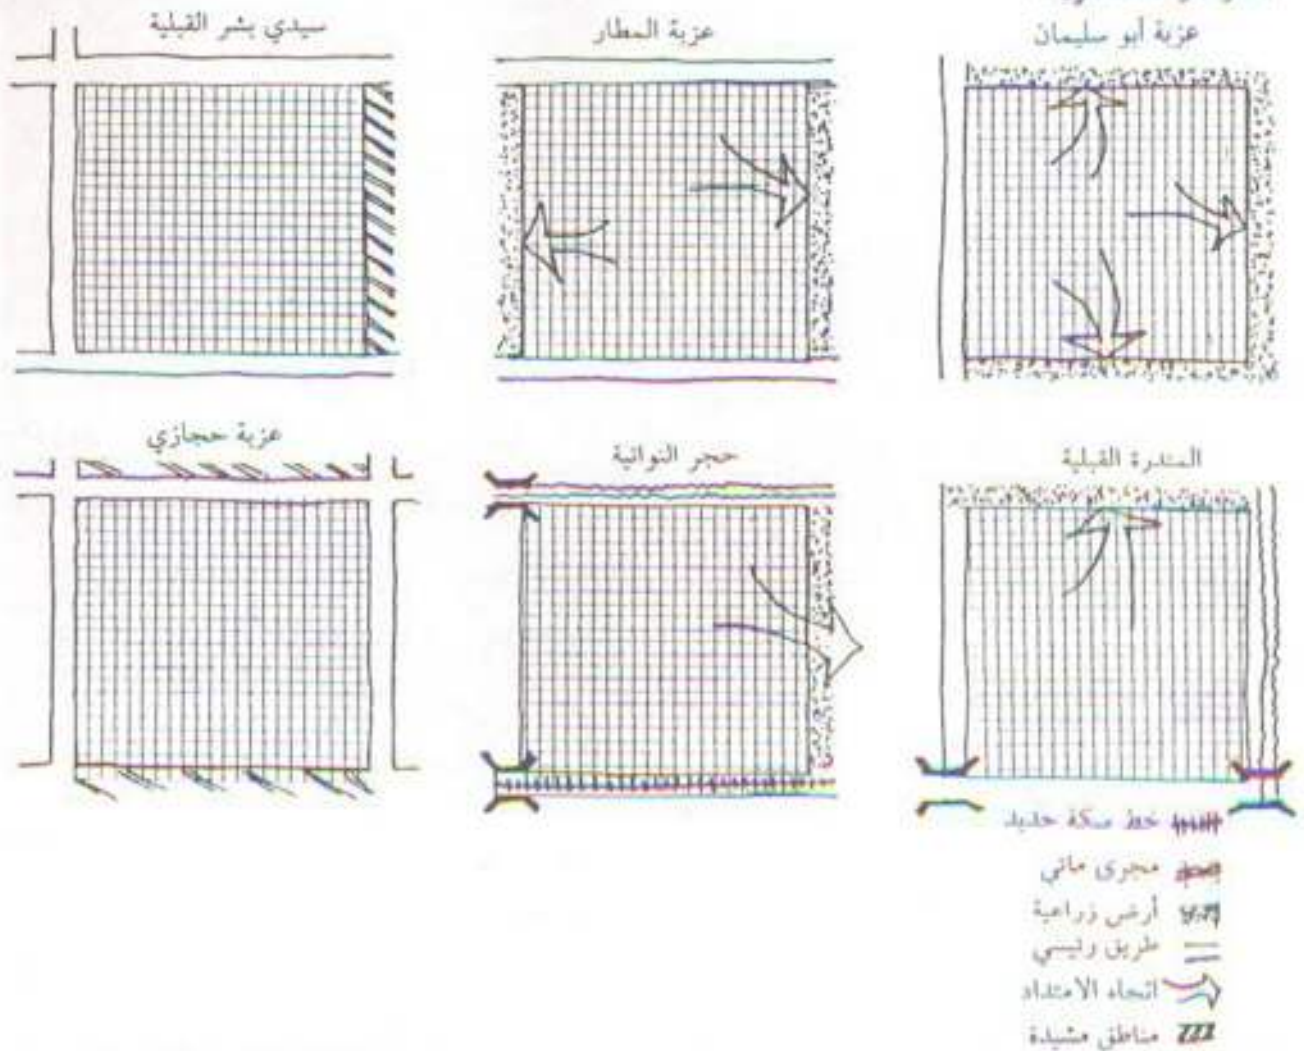 عزبة أبو سليمان
عزبة المطار
سيدي بشر القبلية
المندرة القبلية
حجر النواتية
عزبة حجازي
خط سكة حديد
مجرى مائي
أرض زراعية
طريق رئيسي
اتجاه الامتداد
مناطق مشيدة